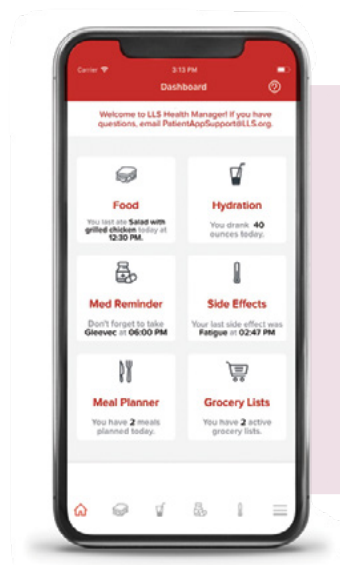 Carrier 3:13 PM
Dashboard
Welcome to LLS Health Manager! If you have
questions, email PatientAppSupport@LLS.org.
Food
You last ate Salad with
grilled chicken today at
12:30 PM.
Hydration
You drank 40
ounces today.
Med Reminder
Don't forget to take
Gleevec at 06:00 PM
Side Effects
Your last side effect was
Fatigue at 02:47 PM
Meal Planner
You have 2 meals
planned today.
Grocery Lists
You have 2 active
grocery lists.